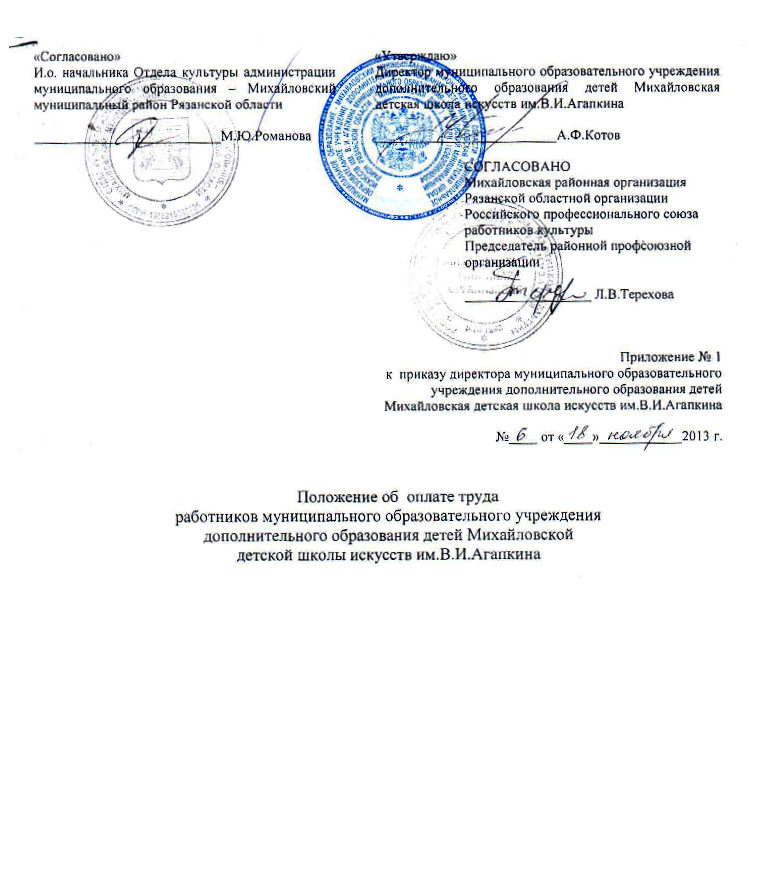 «Согласовано»
И.о. начальника Отдела культуры администрации
муниципального образования – Михайловский
муниципальный район Рязанской области
М.Ю.Романова
«Утверждаю»
Директор муниципального образовательного учреждения
дополнительного образования детей Михайловская
детская школа искусств им.В.И.Агапкина
А.Ф.Котов
СОГЛАСОВАНО
Михайловская районная организация
Рязанской областной организации
Российского профессионального союза
работников культуры
Председатель районной профсоюзной
организации
Л.В.Терехова
Приложение № 1
к приказу директора муниципального образовательного
учреждения дополнительного образования детей
Михайловская детская школа искусств им.В.И.Агапкина
№ 6 от «18» ноября 2013 г.
Положение об оплате труда
работников муниципального образовательного учреждения
дополнительного образования детей Михайловской
детской школы искусств им.В.И.Агапкина